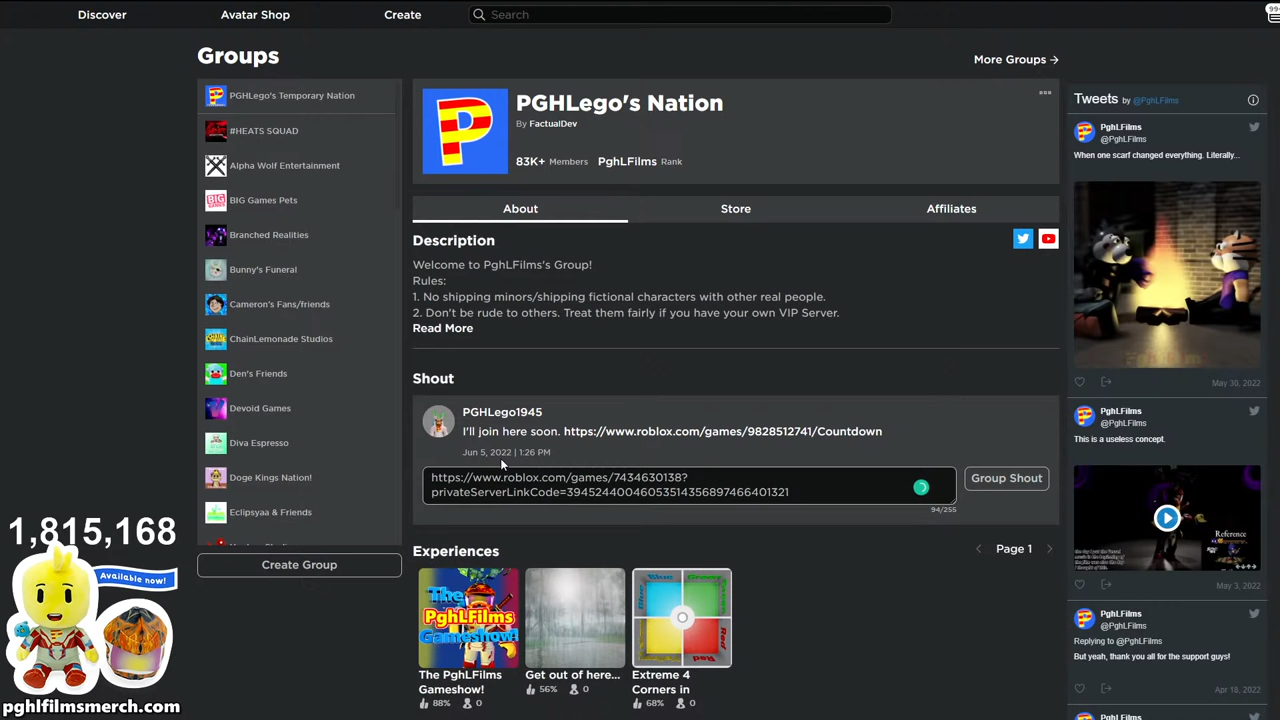 Discover
Avatar Shop
Create
Search
99+
Groups
More Groups →
PGHLego's Temporary Nation
#HEATS SQUAD
Alpha Wolf Entertainment
BIG Games Pets
Branched Realities
Bunny's Funeral
Cameron's Fans/friends
ChainLemonade Studios
Den's Friends
Devoid Games
Diva Espresso
Doge Kings Nation!
Eclipsyaa & Friends
Create Group
PGHLego's Nation
By FactualDev
83K+ Members PghLFilms Rank
About
Store
Affiliates
Description
Welcome to PghLFilms's Group!
Rules:
1. No shipping minors/shipping fictional characters with other real people.
2. Don't be rude to others. Treat them fairly if you have your own VIP Server.
Read More
Shout
PGHLego1945
I'll join here soon. https://www.roblox.com/games/9828512741/Countdown
Jun 5, 2022 | 1:26 PM
https://www.roblox.com/games/7434630138?
privateServerLinkCode=39452440046053514356897466401321
Group Shout
94/255
Experiences
Page 1
The PghLFilms Gameshow!
The PghLFilms
Gameshow!
88% 0
Get out of here...
56% 0
Blue
Green
Red
Extreme 4
Corners in
68% 0
Tweets by @PghLFilms
PghLFilms
@PghLFilms
When one scarf changed everything. Literally...
May 30, 2022
PghLFilms
@PghLFilms
This is a useless concept.
Reference
May 3, 2022
PghLFilms
@PghLFilms
Replying to @PghLFilms
But yeah, thank you all for the support guys!
Apr 18, 2022
PghLFilms
1,815,168
Available now!
pghlfilmsmerch.com